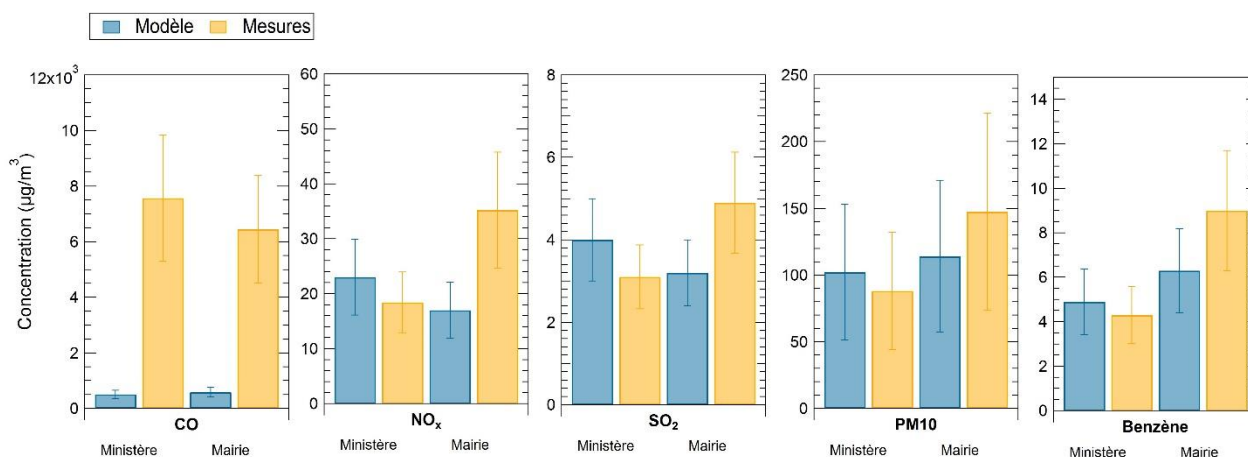 Modèle Mesures
Concentration (µg/m³)
12x10³
10
8
6
4
2
0
CO
Ministère Mairie
60
50
40
30
20
10
0
NOₓ
Ministère Mairie
8
6
4
2
0
SO₂
Ministère Mairie
250
200
150
100
50
0
PM10
Ministère Mairie
14
12
10
8
6
4
2
0
Benzène
Ministère Mairie